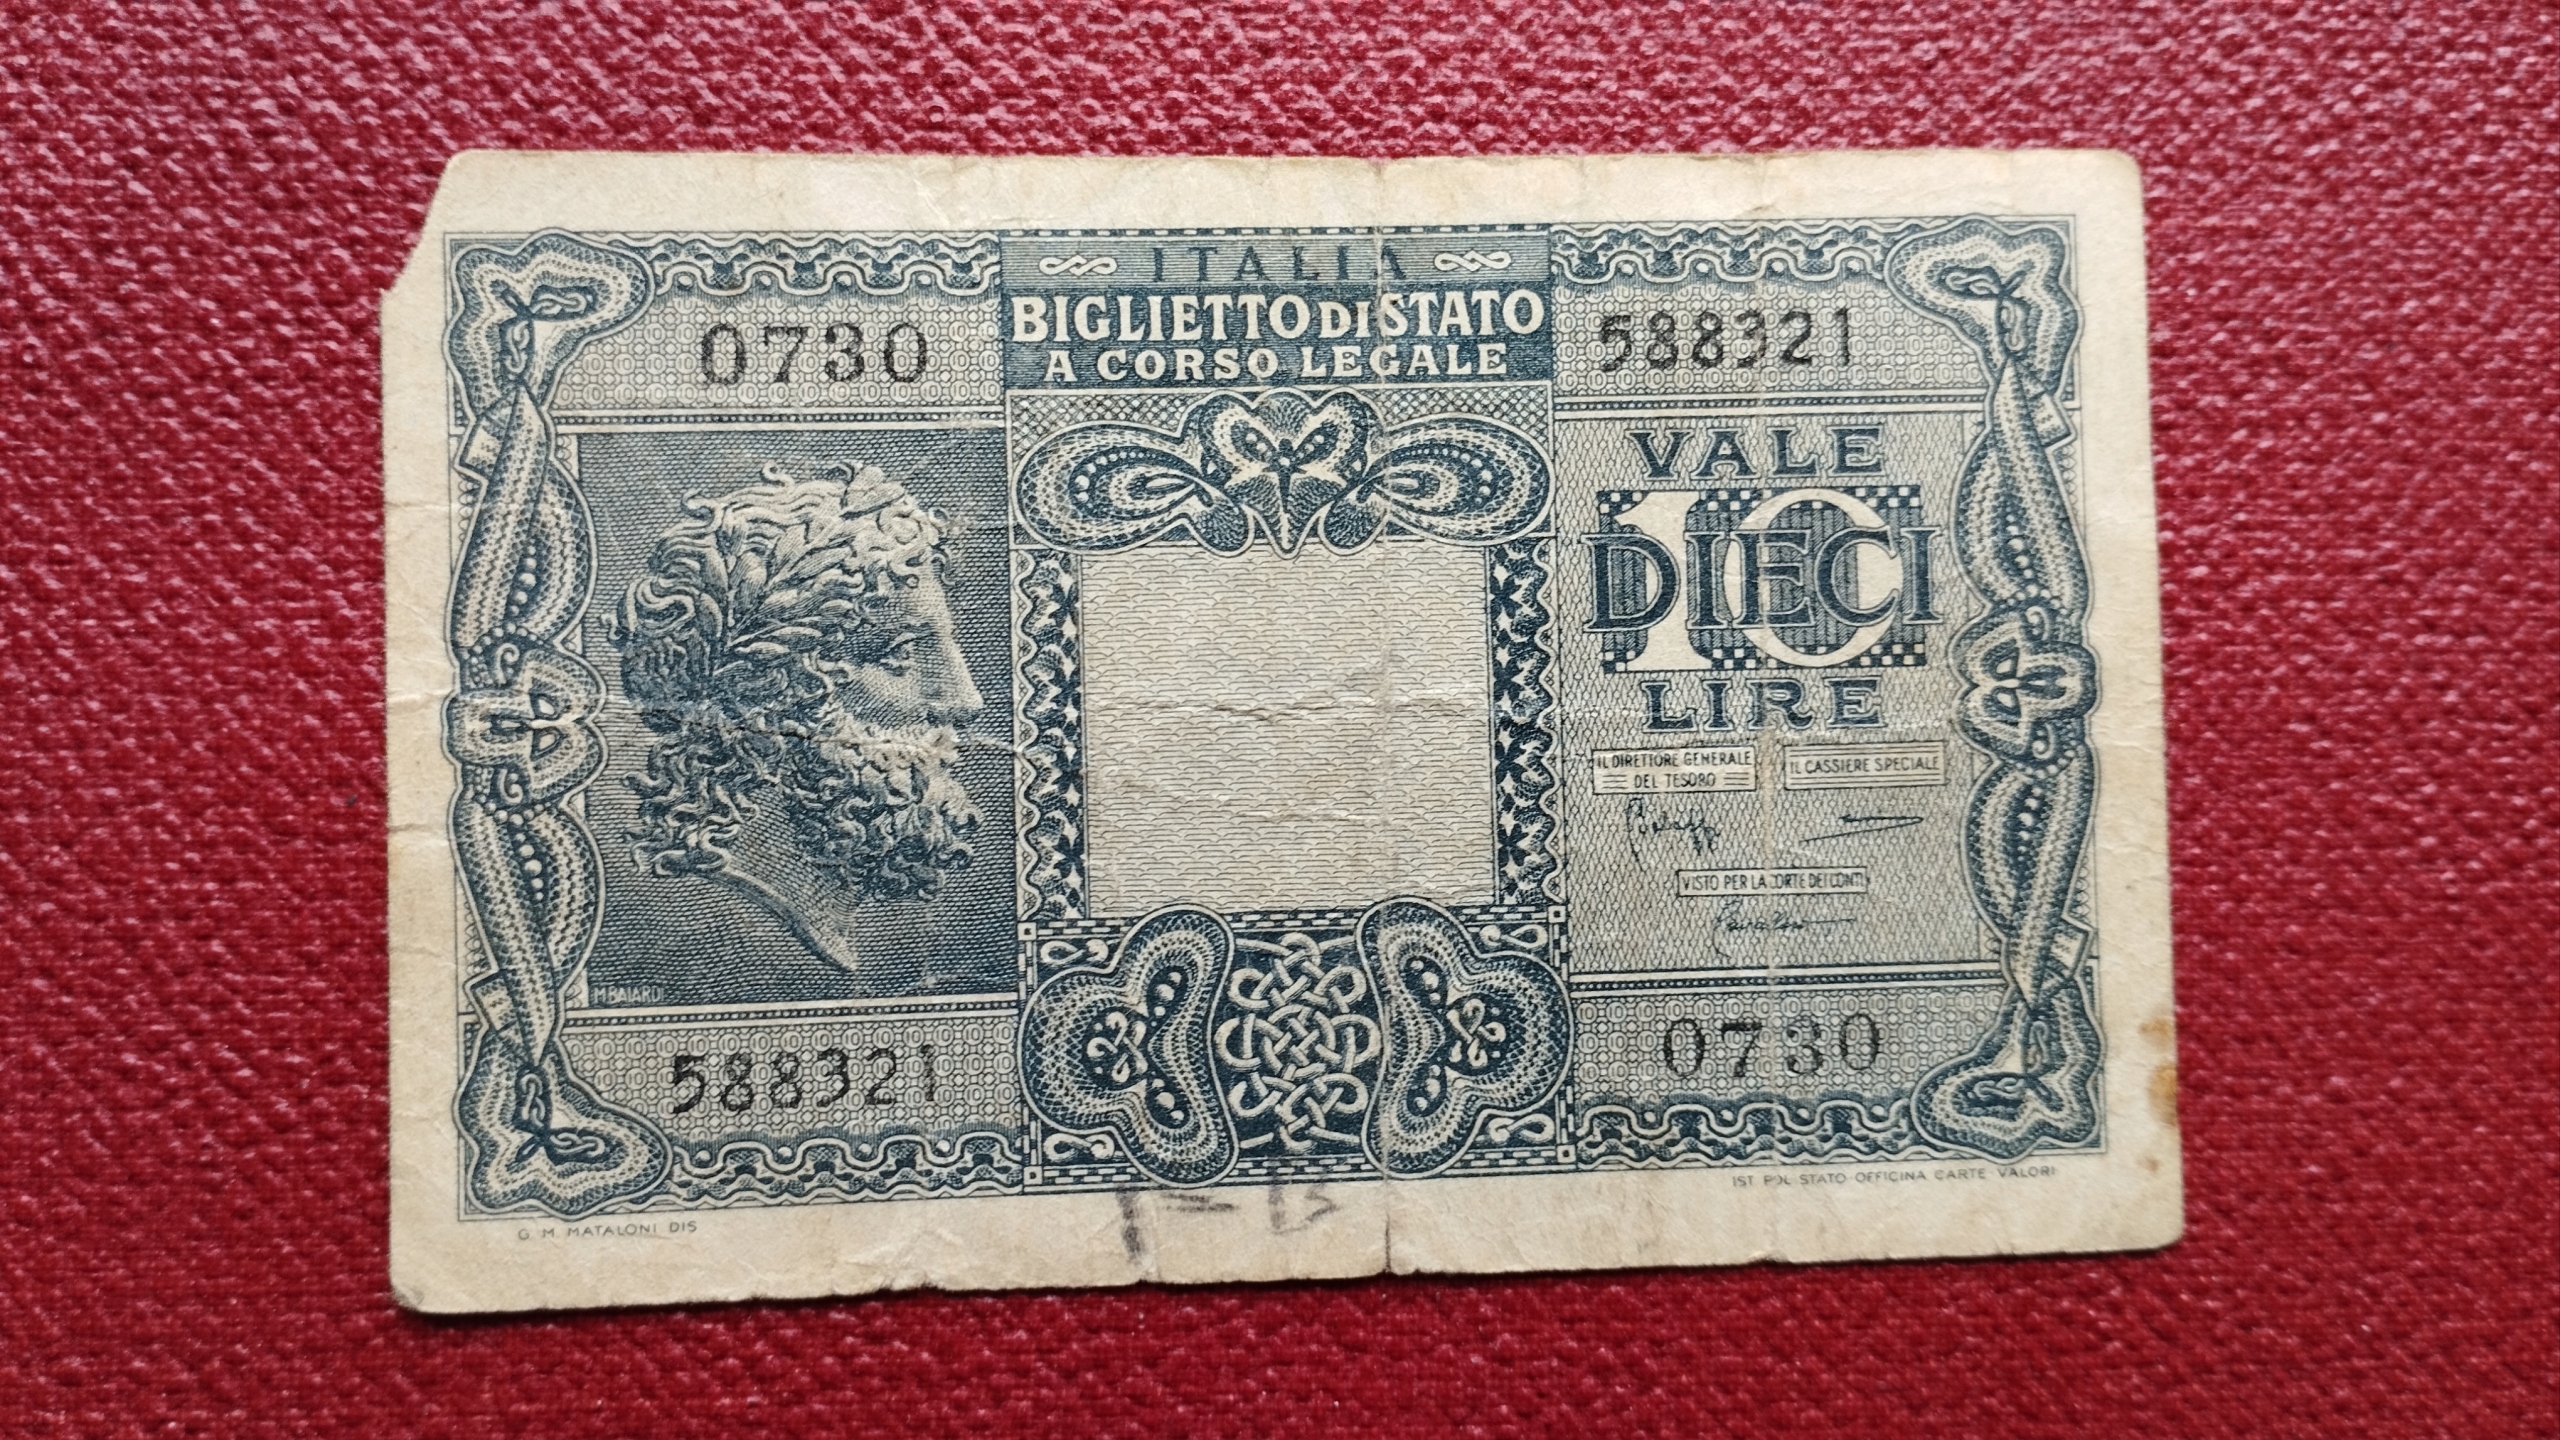 ITALIA
BIGLIETTO DI STATO
A CORSO LEGALE
0730
588321
VALE
10
DIECI
LIRE
IL DIRETTORE GENERALE
DEL TESORO
IL CASSIERE SPECIALE
VISTO PER LA CORTE DEI CONTI
M.BAIARDI
588321
0730
G. M. MATALONI DIS
IST POL STATO-OFFICINA CARTE-VALORI